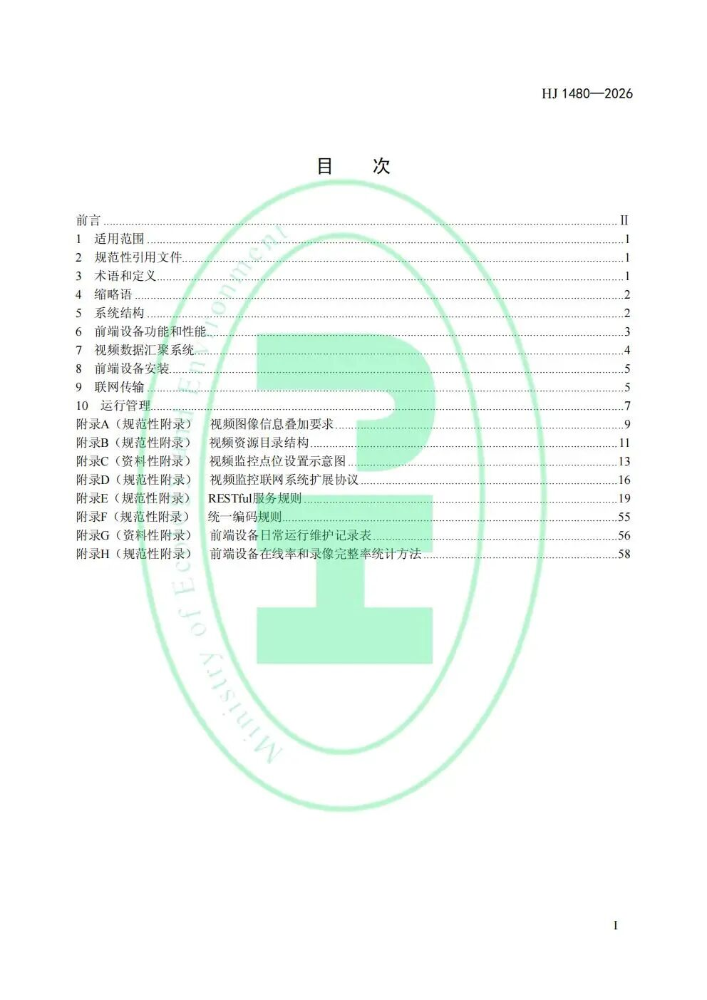 HJ 1480—2026
目 次
前言 II
1 适用范围 1
2 规范性引用文件 1
3 术语和定义 1
4 缩略语 2
5 系统结构 2
6 前端设备功能和性能 3
7 视频数据汇聚系统 4
8 前端设备安装 5
9 联网传输 5
10 运行管理 7
附录A（规范性附录） 视频图像信息叠加要求 9
附录B（规范性附录） 视频资源目录结构 11
附录C（资料性附录） 视频监控点位设置示意图 13
附录D（规范性附录） 视频监控联网系统扩展协议 16
附录E（规范性附录） RESTful服务规则 19
附录F（规范性附录） 统一编码规则 55
附录G（资料性附录） 前端设备日常运行维护记录表 56
附录H（规范性附录） 前端设备在线率和录像完整率统计方法 58
Ministry of Ecology and Environment
I